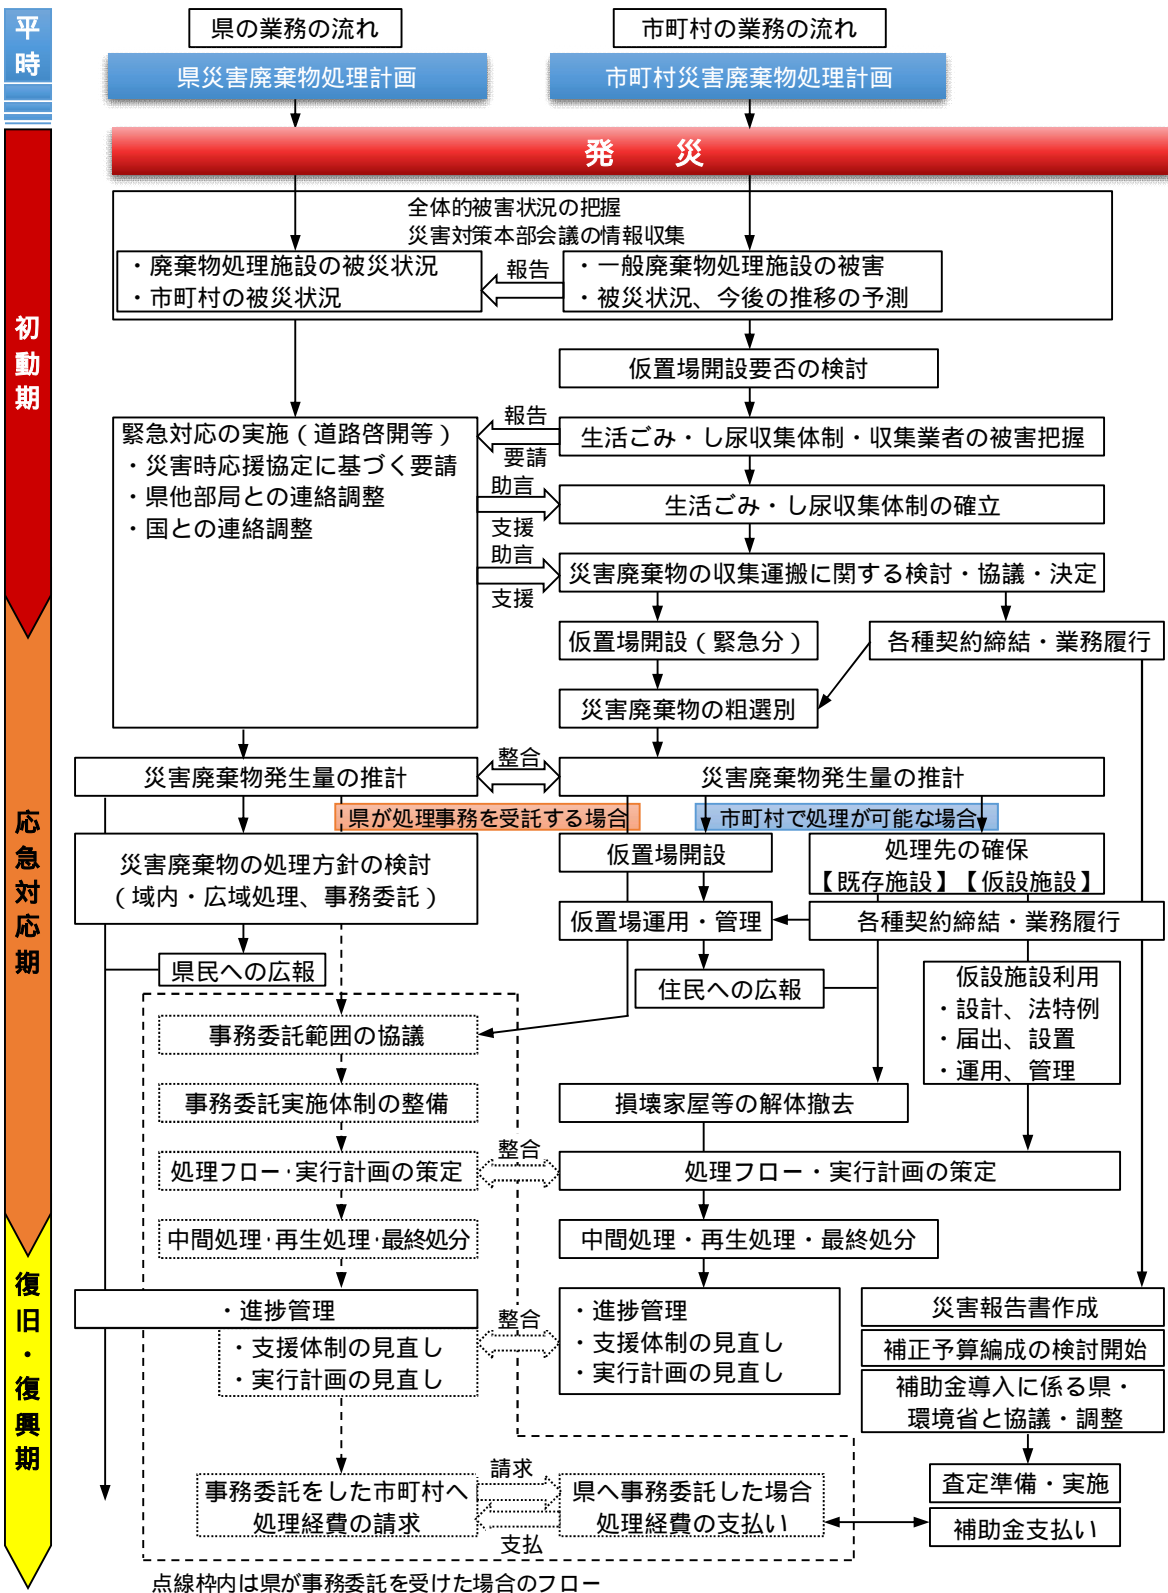 平時
県の業務の流れ
市町村の業務の流れ
県災害廃棄物処理計画
市町村災害廃棄物処理計画
発　災
初動期
全体的被害状況の把握
災害対策本部会議の情報収集
・廃棄物処理施設の被災状況
・市町村の被災状況
報告
・一般廃棄物処理施設の被害
・被災状況、今後の推移の予測
仮置場開設要否の検討
緊急対応の実施（道路啓開等）
・災害時応援協定に基づく要請
・県他部局との連絡調整
・国との連絡調整
報告
要請
生活ごみ・し尿収集体制・収集業者の被害把握
助言
支援
生活ごみ・し尿収集体制の確立
助言
支援
災害廃棄物の収集運搬に関する検討・協議・決定
仮置場開設（緊急分）
各種契約締結・業務履行
災害廃棄物の粗選別
応急対応期
災害廃棄物発生量の推計
整合
災害廃棄物発生量の推計
県が処理事務を受託する場合
市町村で処理が可能な場合
災害廃棄物の処理方針の検討
（域内・広域処理、事務委託）
仮置場開設
処理先の確保
【既存施設】【仮設施設】
仮置場運用・管理
各種契約締結・業務履行
県民への広報
住民への広報
仮設施設利用
・設計、法特例
・届出、設置
・運用、管理
事務委託範囲の協議
事務委託実施体制の整備
損壊家屋等の解体撤去
処理フロー・実行計画の策定
整合
処理フロー・実行計画の策定
中間処理・再生処理・最終処分
中間処理・再生処理・最終処分
復旧・復興期
・進捗管理
・支援体制の見直し
・実行計画の見直し
整合
・進捗管理
・支援体制の見直し
・実行計画の見直し
災害報告書作成
補正予算編成の検討開始
補助金導入に係る県・
環境省と協議・調整
事務委託をした市町村へ
処理経費の請求
請求
支払
県へ事務委託した場合
処理経費の支払い
査定準備・実施
補助金支払い
点線枠内は県が事務委託を受けた場合のフロー